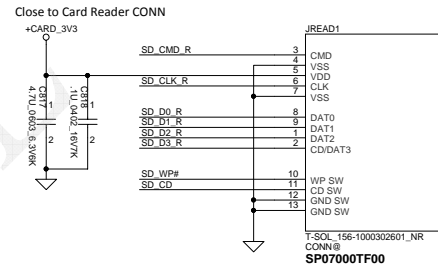 Close to Card Reader CONN
+CARD_3V3
JREAD1
SD_CMD_R 3 CMD
4 VSS
5 VDD
SD_CLK_R 6 CLK
7 VSS
SD_D0_R 8 DAT0
SD_D1_R 9 DAT1
SD_D2_R 1 DAT2
SD_D3_R 2 CD/DAT3
SD_WP# 10 WP SW
SD_CD 11 CD SW
12 GND SW
13 GND SW
C817
4.7U_0603_6.3V6K
1
2
C818
.1U_0402_16V7K
1
2
T-SOL_156-1000302601_NR
CONN@
SP07000TF00